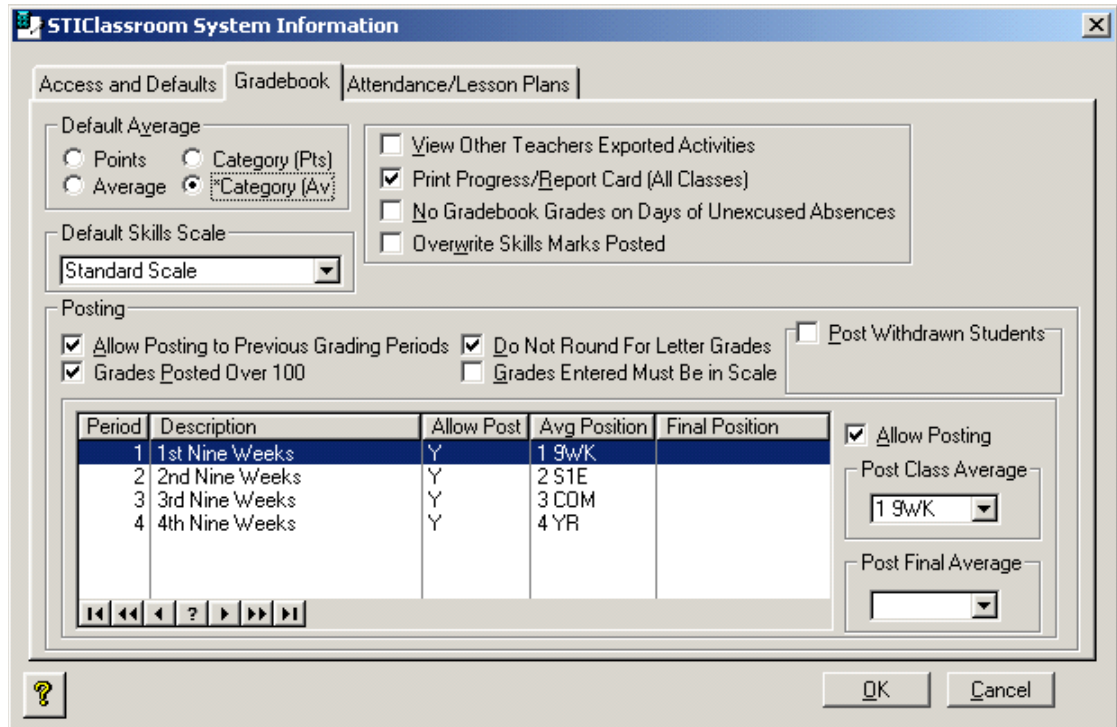 STIClassroom System Information
Access and Defaults Gradebook Attendance/Lesson Plans
Default Average
Points Category (Pts)
Average *Category (Av
View Other Teachers Exported Activities
Print Progress/Report Card (All Classes)
No Gradebook Grades on Days of Unexcused Absences
Overwrite Skills Marks Posted
Default Skills Scale
Standard Scale
Posting
Allow Posting to Previous Grading Periods Do Not Round For Letter Grades Post Withdrawn Students
Grades Posted Over 100 Grades Entered Must Be in Scale
Period Description Allow Post Avg Position Final Position
1 1st Nine Weeks Y 1 9WK
2 2nd Nine Weeks Y 2 S1E
3 3rd Nine Weeks Y 3 COM
4 4th Nine Weeks Y 4 YR
?
Allow Posting
Post Class Average
1 9WK
Post Final Average
?
OK Cancel